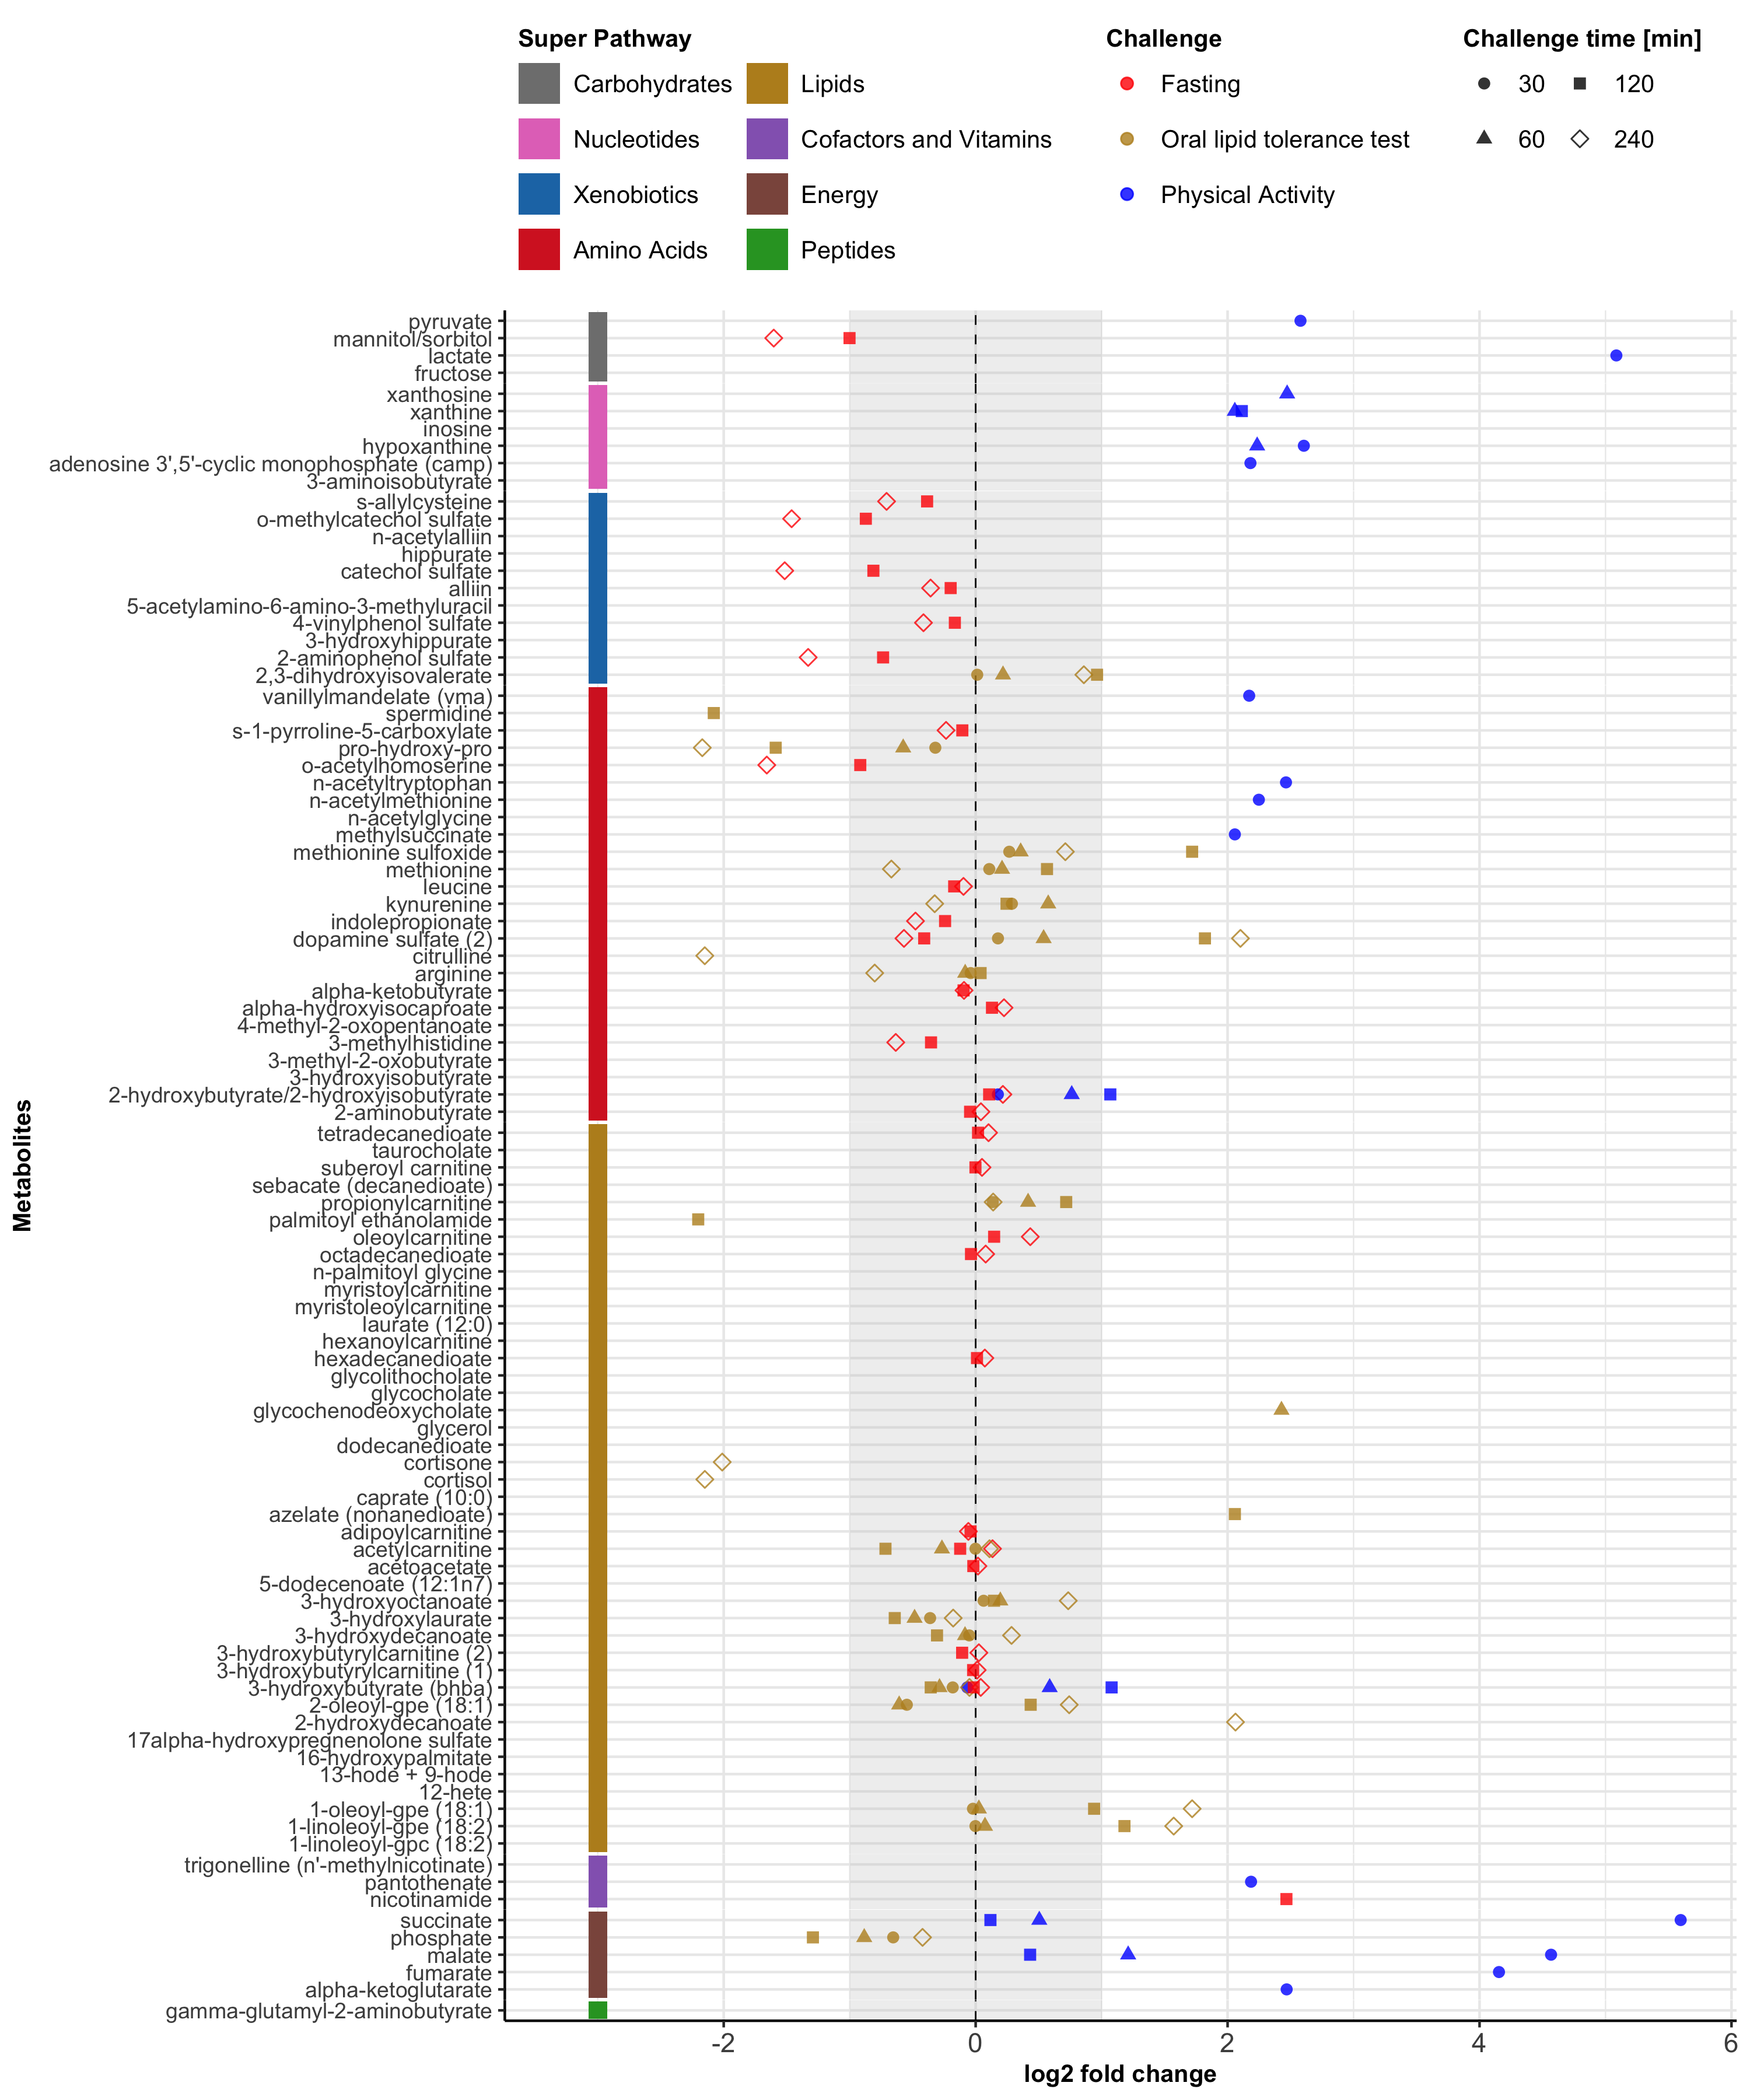 Super Pathway
Carbohydrates
Lipids
Nucleotides
Cofactors and Vitamins
Xenobiotics
Energy
Amino Acids
Peptides
Challenge
Fasting
Oral lipid tolerance test
Physical Activity
Challenge time [min]
30
120
60
240
Metabolites
pyruvate
mannitol/sorbitol
lactate
fructose
xanthosine
xanthine
inosine
hypoxanthine
adenosine 3',5'-cyclic monophosphate (camp)
3-aminoisobutyrate
s-allylcysteine
o-methylcatechol sulfate
n-acetylalliin
hippurate
catechol sulfate
alliin
5-acetylamino-6-amino-3-methyluracil
4-vinylphenol sulfate
3-hydroxyhippurate
2-aminophenol sulfate
2,3-dihydroxyisovalerate
vanillylmandelate (vma)
spermidine
s-1-pyrroline-5-carboxylate
pro-hydroxy-pro
o-acetylhomoserine
n-acetyltryptophan
n-acetylmethionine
n-acetylglycine
methylsuccinate
methionine sulfoxide
methionine
leucine
kynurenine
indolepropionate
dopamine sulfate (2)
citrulline
arginine
alpha-ketobutyrate
alpha-hydroxyisocaproate
4-methyl-2-oxopentanoate
3-methylhistidine
3-methyl-2-oxobutyrate
3-hydroxyisobutyrate
2-hydroxybutyrate/2-hydroxyisobutyrate
2-aminobutyrate
tetradecanedioate
taurocholate
suberoyl carnitine
sebacate (decanedioate)
propionylcarnitine
palmitoyl ethanolamide
oleoylcarnitine
octadecanedioate
n-palmitoyl glycine
myristoylcarnitine
myristoleoylcarnitine
laurate (12:0)
hexanoylcarnitine
hexadecanedioate
glycolithocholate
glycocholate
glycochenodeoxycholate
glycerol
dodecanedioate
cortisone
cortisol
caprate (10:0)
azelate (nonanedioate)
adipoylcarnitine
acetylcarnitine
acetoacetate
5-dodecenoate (12:1n7)
3-hydroxyoctanoate
3-hydroxylaurate
3-hydroxydecanoate
3-hydroxybutyrylcarnitine (2)
3-hydroxybutyrylcarnitine (1)
3-hydroxybutyrate (bhba)
2-oleoyl-gpe (18:1)
2-hydroxydecanoate
17alpha-hydroxypregnenolone sulfate
16-hydroxypalmitate
13-hode + 9-hode
12-hete
1-oleoyl-gpe (18:1)
1-linoleoyl-gpe (18:2)
1-linoleoyl-gpc (18:2)
trigonelline (n'-methylnicotinate)
pantothenate
nicotinamide
succinate
phosphate
malate
fumarate
alpha-ketoglutarate
gamma-glutamyl-2-aminobutyrate
-2
0
2
4
6
log2 fold change